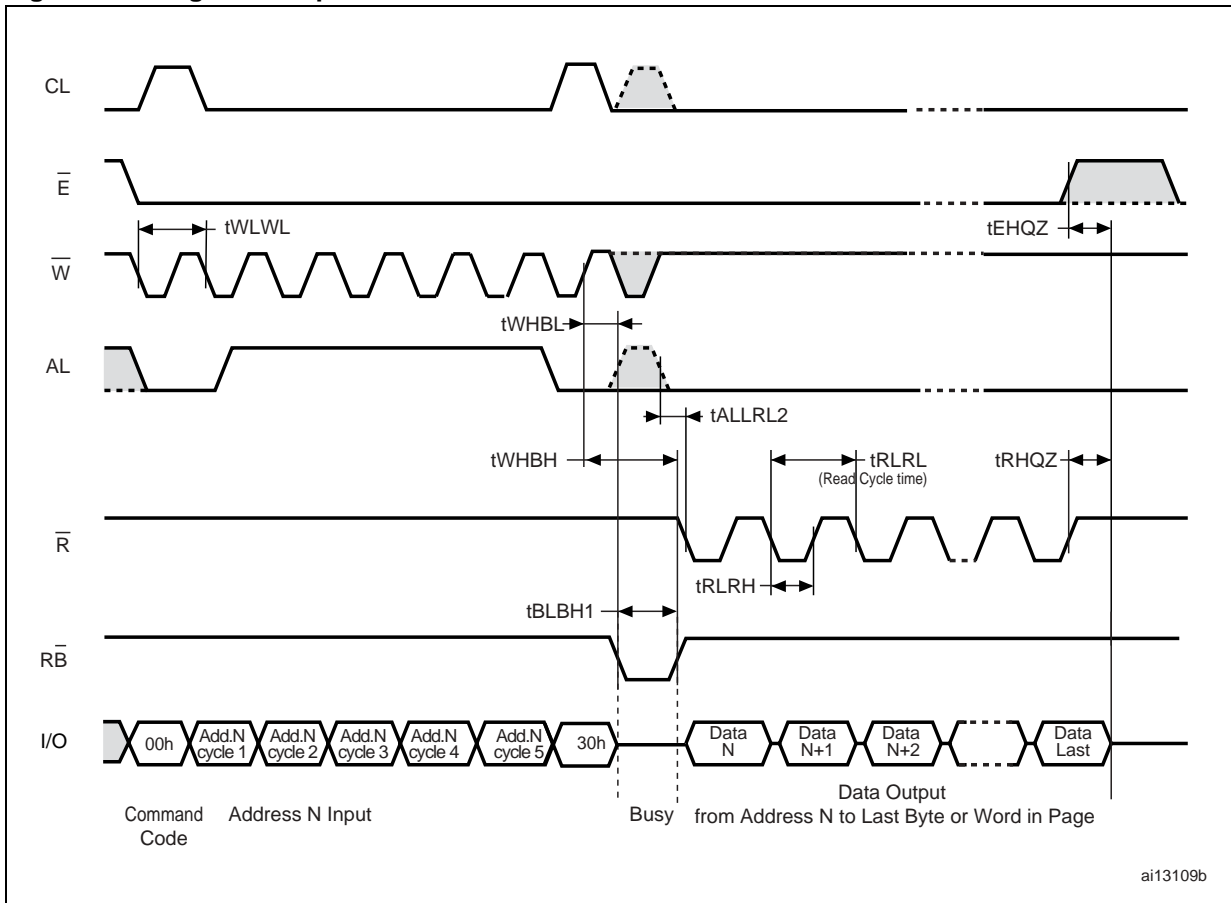 CL
E
tWLWL
tEHQZ
W
tWHBL
AL
tALLRL2
tWHBH
tRLRL
(Read Cycle time)
tRHQZ
R
tRLRH
tBLBH1
RB
I/O
00h
Add.N
cycle 1
Add.N
cycle 2
Add.N
cycle 3
Add.N
cycle 4
Add.N
cycle 5
30h
Data
N
Data
N+1
Data
N+2
Data
Last
Command
Code
Address N Input
Busy
Data Output
from Address N to Last Byte or Word in Page
ai13109b